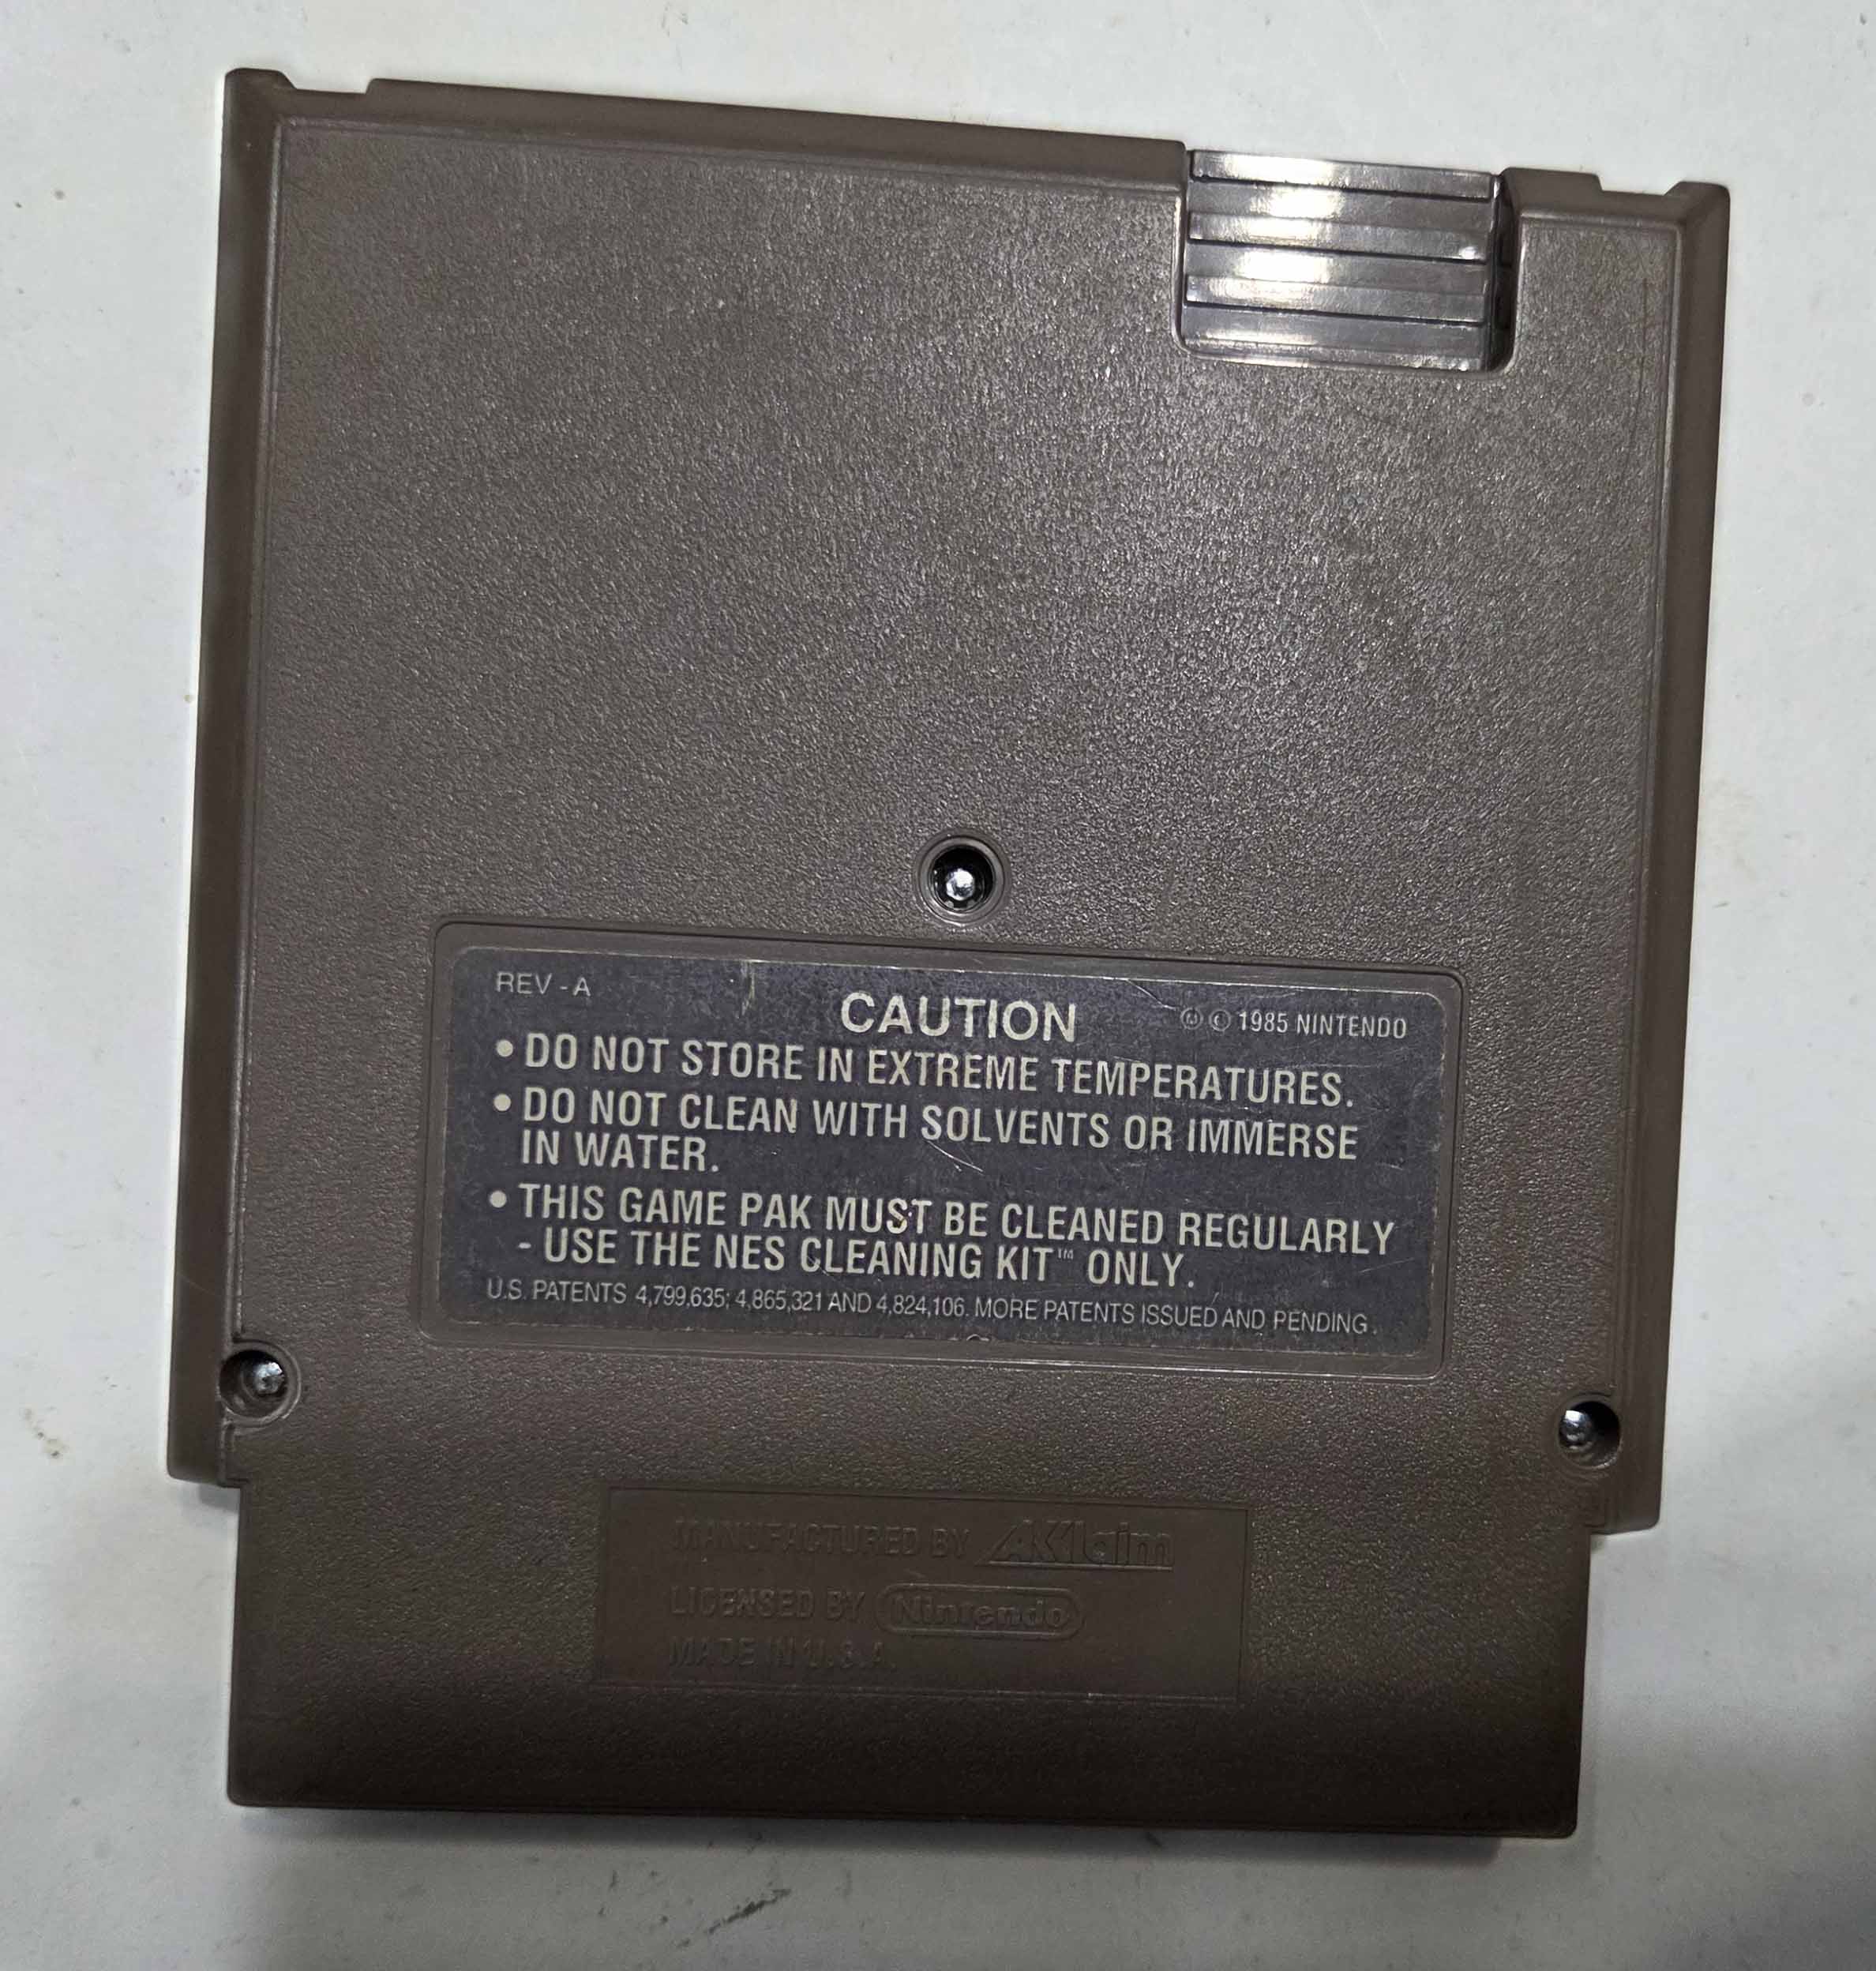 REV-A
CAUTION
Ⓜ © 1985 NINTENDO
• DO NOT STORE IN EXTREME TEMPERATURES.
• DO NOT CLEAN WITH SOLVENTS OR IMMERSE
IN WATER.
• THIS GAME PAK MUST BE CLEANED REGULARLY
- USE THE NES CLEANING KIT™ ONLY.
U.S. PATENTS 4,799,635; 4,865,321 AND 4,824,106. MORE PATENTS ISSUED AND PENDING.
MANUFACTURED BY AKlaim
LICENSED BY Nintendo
MADE IN U.S.A.